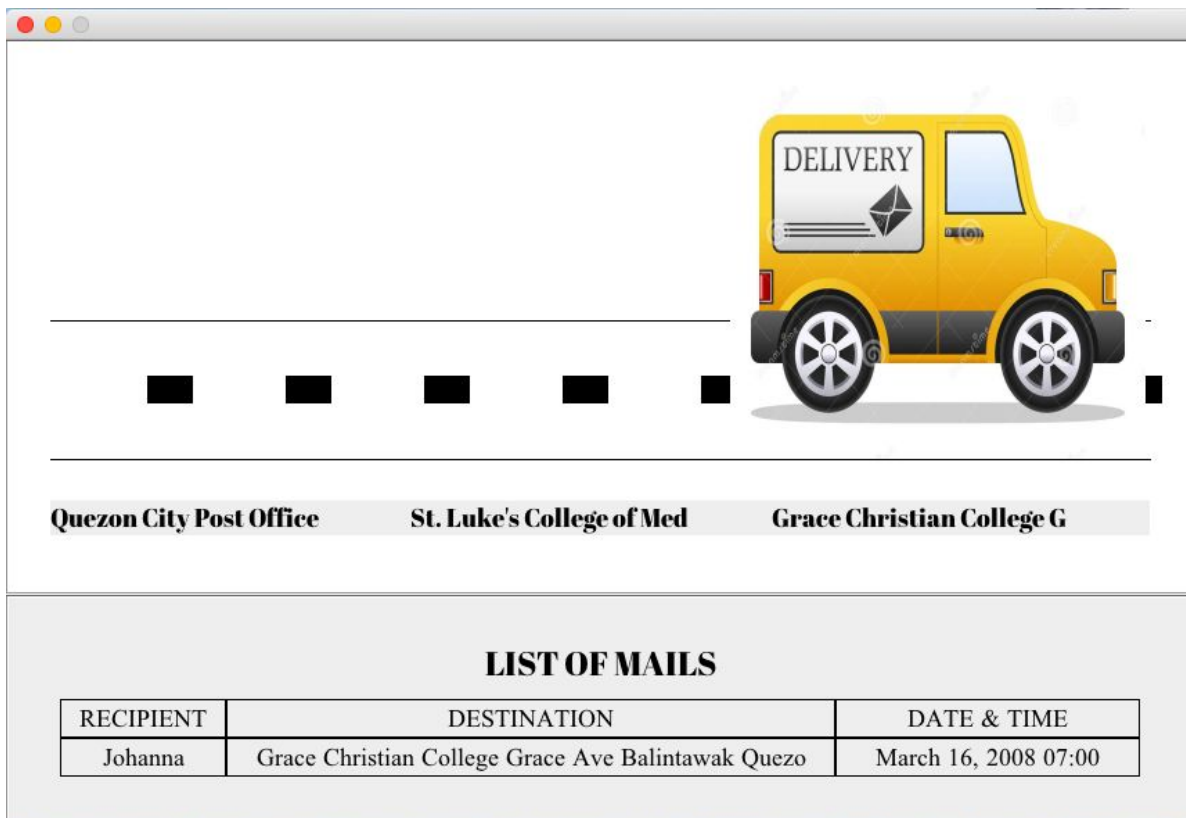 DELIVERY
Quezon City Post Office St. Luke's College of Med Grace Christian College G
LIST OF MAILS
RECIPIENT DESTINATION DATE & TIME
Johanna Grace Christian College Grace Ave Balintawak Quezo March 16, 2008 07:00